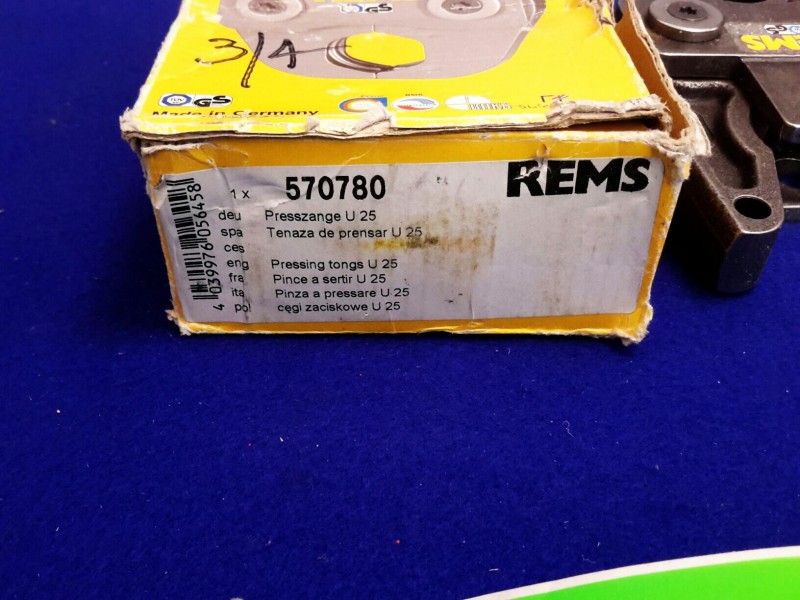 3/4
GS
Made in Germany
1 x 570780
REMS
deu Presszange U 25
spa Tenaza de prensar U 25
ces
eng Pressing tongs U 25
fra Pince a sertir U 25
ita Pinza a pressare U 25
pol cęgi zaciskowe U 25
4 039976 056458